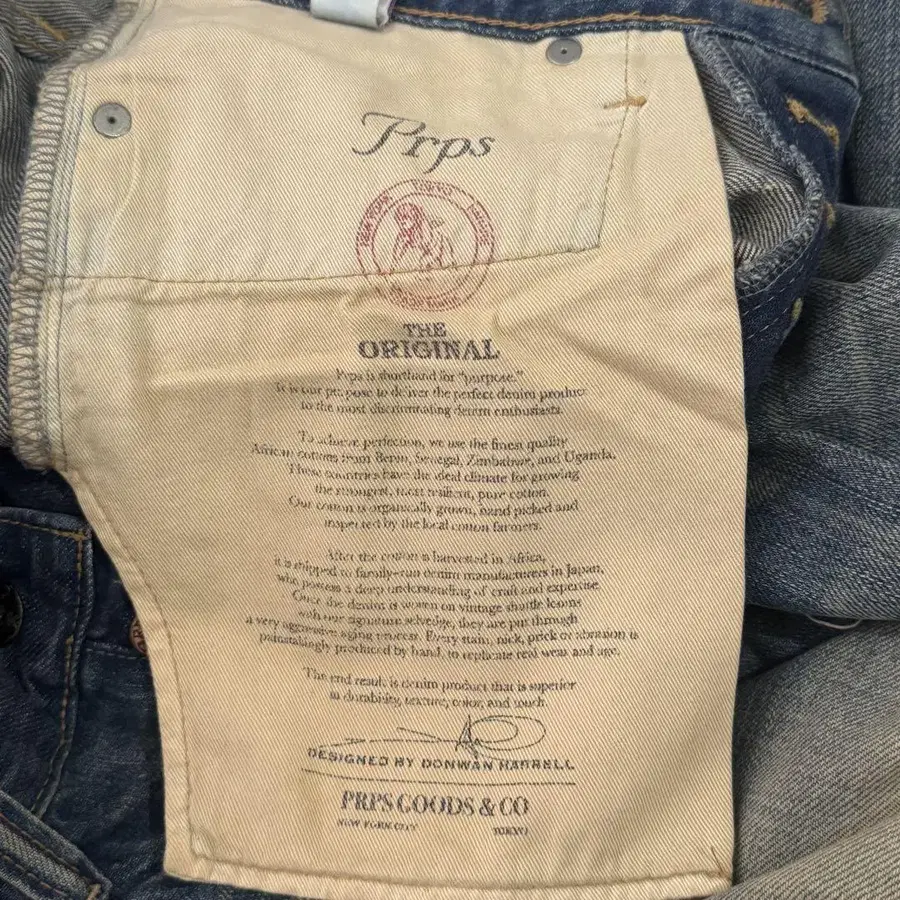 Prps
NEW YORK TOKYO
THE
ORIGINAL
Prps is shorthand for "purpose."
It is our purpose to deliver the perfect denim product
to the most discriminating denim enthusiasts.
To achieve perfection, we use the finest quality
African cottons from Benin, Senegal, Zimbabwe, and Uganda.
These countries have the ideal climate for growing
the strongest, most resilient, pure cotton.
Our cotton is organically grown, hand picked and
inspected by the local cotton farmers.
After the cotton is harvested in Africa,
it is shipped to family-run denim manufacturers in Japan,
who possess a deep understanding of craft and expertise.
Once the denim is woven on vintage shuttle looms
with our signature selvedge, they are put through
a very aggressive aging process. Every stain, nick, prick or abrasion is
painstakingly produced by hand, to replicate real wear and age.
The end result is denim product that is superior
in durability, texture, color, and touch.
DESIGNED BY DONWAN HARRELL
PRPS GOODS & CO
NEW YORK CITY TOKYO